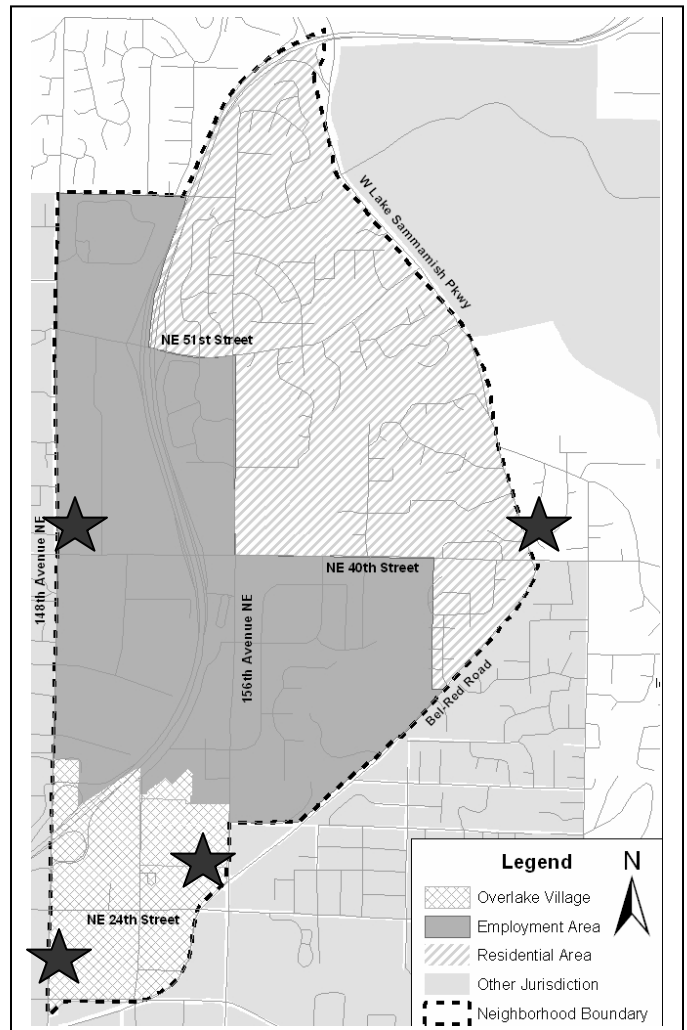 W Lake Sammamish Pkwy
NE 51st Street
148th Avenue NE
NE 40th Street
156th Avenue NE
Bel-Red Road
NE 24th Street
Legend
N
Overlake Village
Employment Area
Residential Area
Other Jurisdiction
Neighborhood Boundary